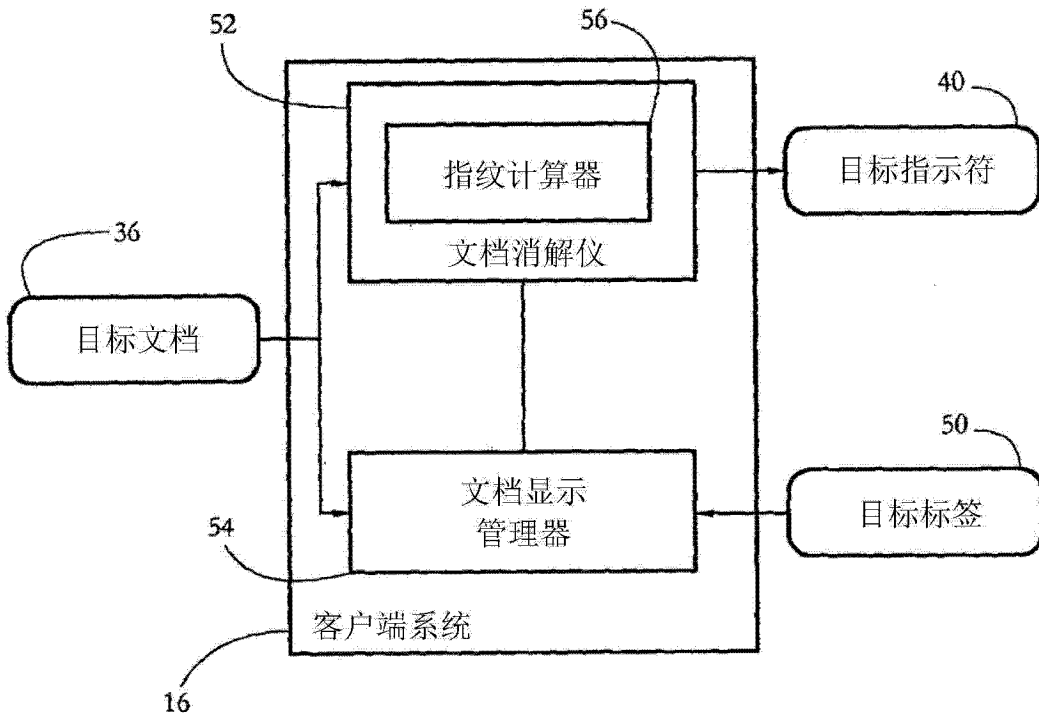 56
52
40
指纹计算器
目标指示符
文档消解仪
36
目标文档
50
文档显示
管理器
目标标签
54
客户端系统
16